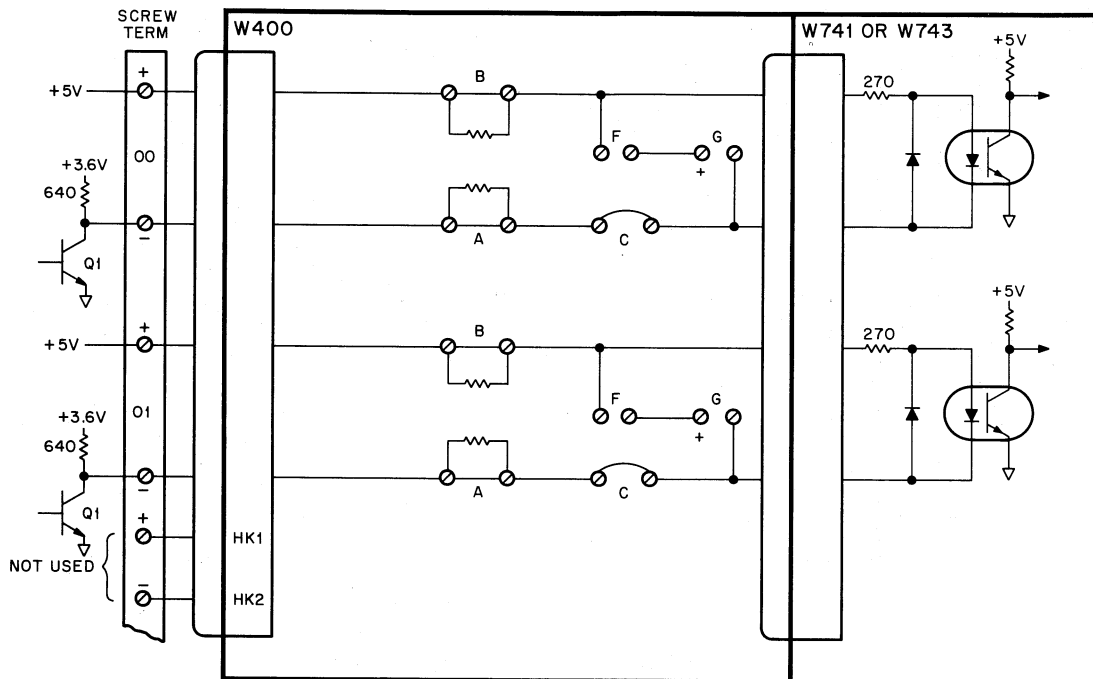 SCREW
TERM
W400
W741 OR W743
+
+5V
B
+5V
270
00
F
G
+
+3.6V
640
-
A
C
Q1
+
+5V
B
+5V
270
01
F
G
+
+3.6V
640
-
A
C
Q1
+
HK1
NOT USED
-
HK2